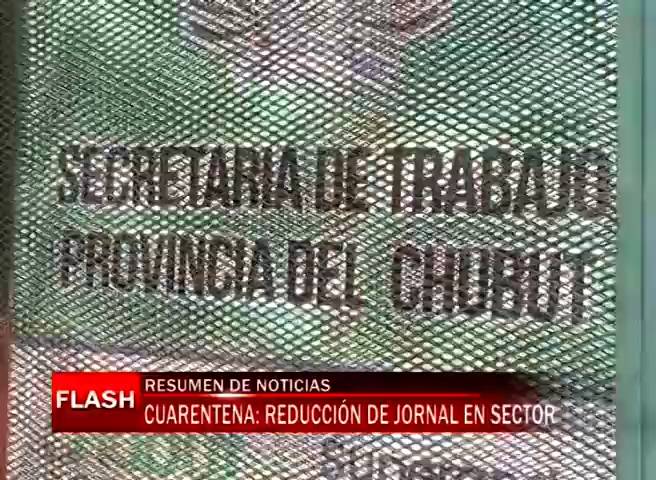 SECRETARIA DE TRABAJO
PROVINCIA DEL CHUBUT
FLASH
RESUMEN DE NOTICIAS
CUARENTENA: REDUCCIÓN DE JORNAL EN SECTOR